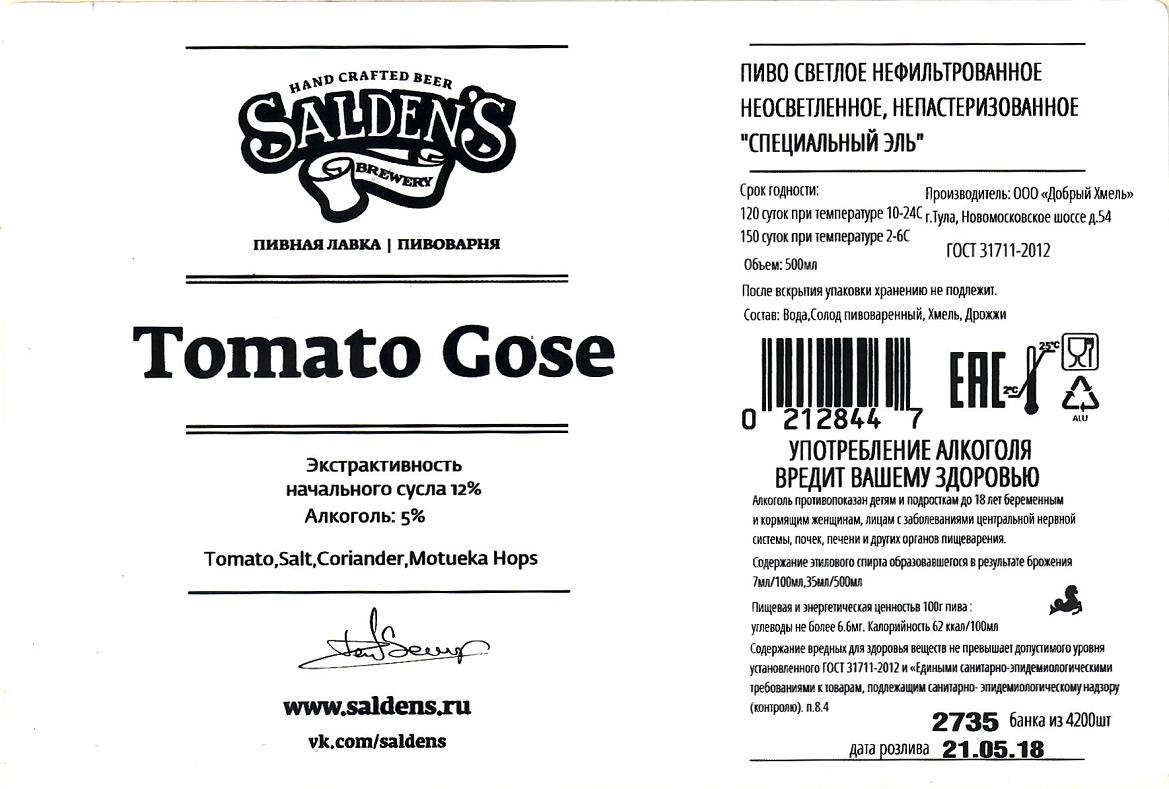 HAND CRAFTED BEER
SALDEN'S
BREWERY
ПИВНАЯ ЛАВКА | ПИВОВАРНЯ
Tomato Gose
Экстрактивность
начального сусла 12%
Алкоголь: 5%
Tomato,Salt,Coriander,Motueka Hops
www.saldens.ru
vk.com/saldens
ПИВО СВЕТЛОЕ НЕФИЛЬТРОВАННОЕ
НЕОСВЕТЛЕННОЕ, НЕПАСТЕРИЗОВАННОЕ
"СПЕЦИАЛЬНЫЙ ЭЛЬ"
Срок годности:
120 суток при температуре 10-24С
150 суток при температуре 2-6С
Производитель: ООО «Добрый Хмель»
г.Тула, Новомосковское шоссе д.54
ГОСТ 31711-2012
Объем: 500мл
После вскрытия упаковки хранению не подлежит.
Состав: Вода,Солод пивоваренный, Хмель, Дрожжи
0 212844 7
EAC
25°C
2°C
ALU
УПОТРЕБЛЕНИЕ АЛКОГОЛЯ
ВРЕДИТ ВАШЕМУ ЗДОРОВЬЮ
Алкоголь противопоказан детям и подросткам до 18 лет беременным
и кормящим женщинам, лицам с заболеваниями центральной нервной
системы, почек, печени и других органов пищеварения.
Содержание этилового спирта образовавшегося в результате брожения
7мл/100мл,35мл/500мл
Пищевая и энергетическая ценностьв 100г пива :
углеводы не более 6.6мг. Калорийность 62 ккал/100мл
Содержание вредных для здоровья веществ не превышает допустимого уровня
установленного ГОСТ 31711-2012 и «Едиными санитарно-эпидемиологическими
требованиями к товарам, подлежащим санитарно- эпидемиологическому надзору
(контролю). п.8.4
2735 банка из 4200шт
дата розлива 21.05.18